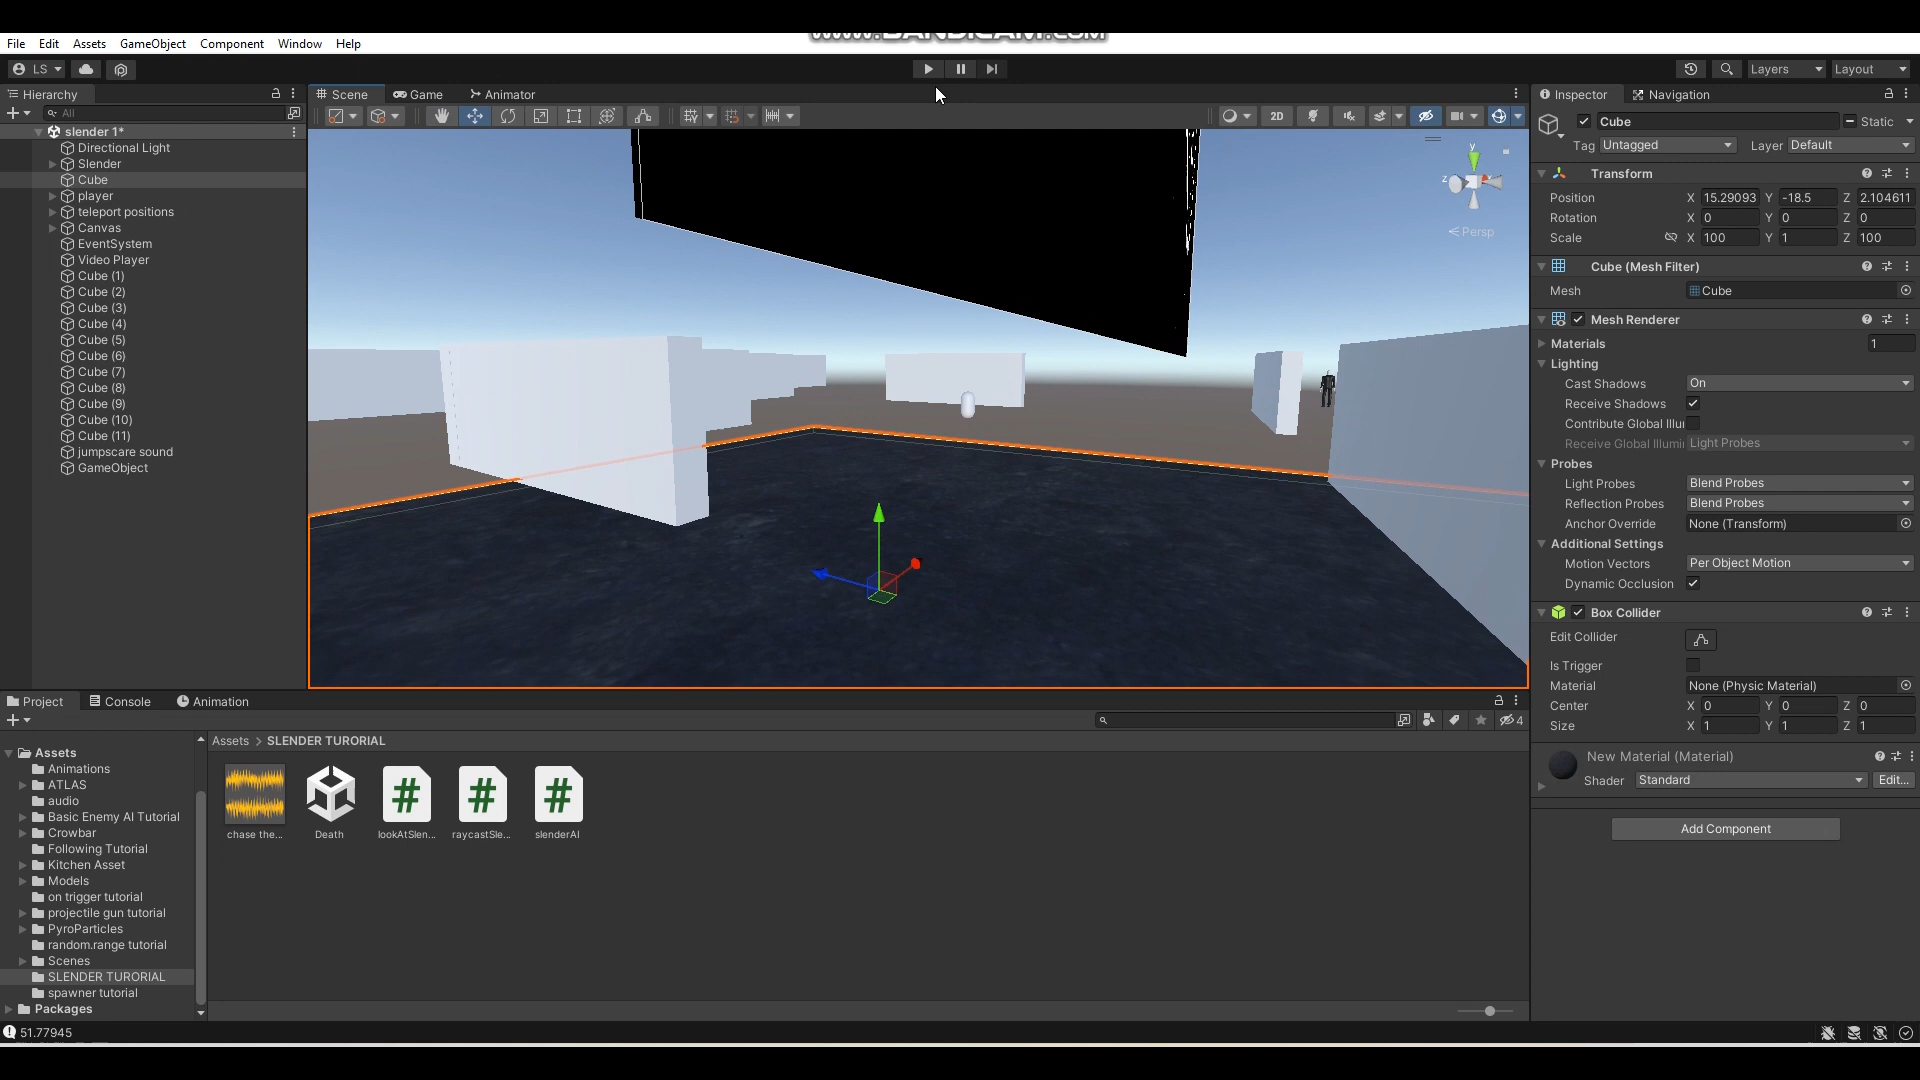 www.BANDICAM.com
File Edit Assets GameObject Component Window Help
LS
Layers Layout
Hierarchy
All
slender 1*
Directional Light
Slender
Cube
player
teleport positions
Canvas
EventSystem
Video Player
Cube (1)
Cube (2)
Cube (3)
Cube (4)
Cube (5)
Cube (6)
Cube (7)
Cube (8)
Cube (9)
Cube (10)
Cube (11)
jumpscare sound
GameObject
Scene Game Animator
2D
y
z
Persp
Inspector Navigation
Cube Static
Tag Untagged Layer Default
Transform
Position X 15.29093 Y -18.5 Z 2.104611
Rotation X 0 Y 0 Z 0
Scale X 100 Y 1 Z 100
Cube (Mesh Filter)
Mesh Cube
Mesh Renderer
Materials 1
Lighting
Cast Shadows On
Receive Shadows
Contribute Global Illui
Receive Global Illumi Light Probes
Probes
Light Probes Blend Probes
Reflection Probes Blend Probes
Anchor Override None (Transform)
Additional Settings
Motion Vectors Per Object Motion
Dynamic Occlusion
Box Collider
Edit Collider
Is Trigger
Material None (Physic Material)
Center X 0 Y 0 Z 0
Size X 1 Y 1 Z 1
New Material (Material)
Shader Standard Edit...
Add Component
Project Console Animation
4
Assets
Animations
ATLAS
audio
Basic Enemy AI Tutorial
Crowbar
Following Tutorial
Kitchen Asset
Models
on trigger tutorial
projectile gun tutorial
PyroParticles
random.range tutorial
Scenes
SLENDER TURORIAL
spawner tutorial
Packages
Assets > SLENDER TURORIAL
chase the... Death lookAtSlen... raycastSle... slenderAI
51.77945